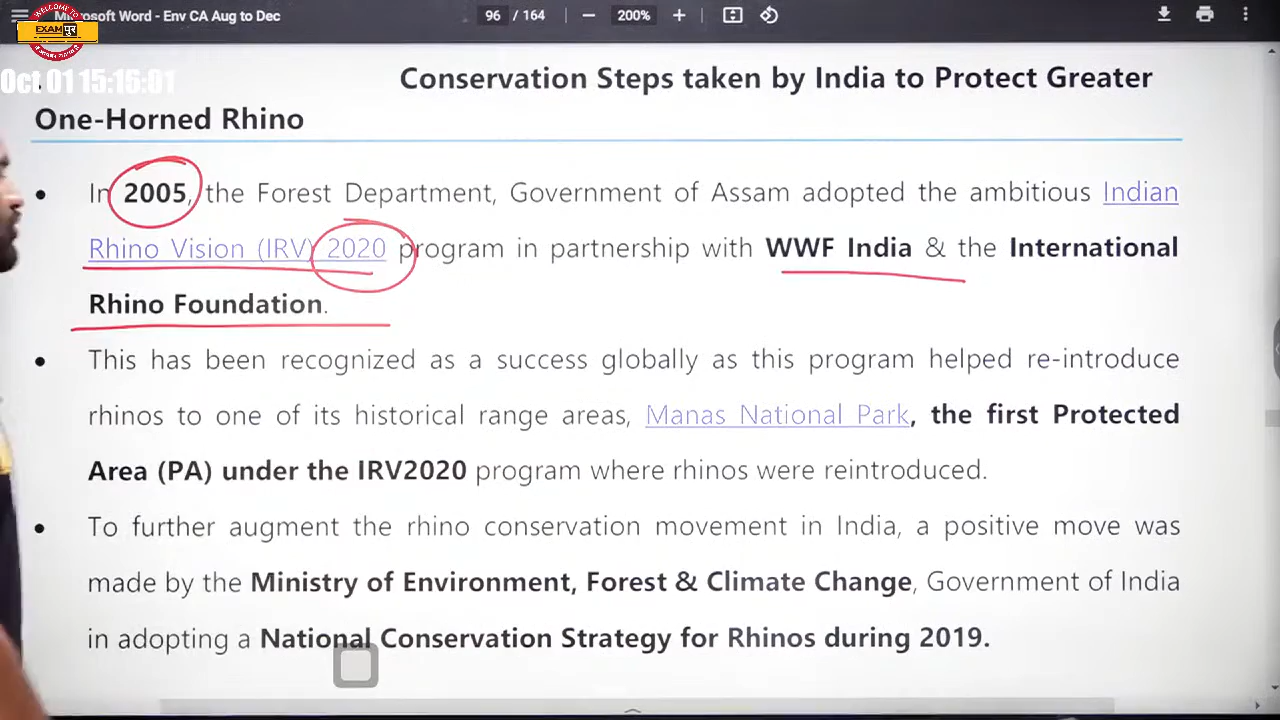 Microsoft Word - Env CA Aug to Dec
96 / 164
200%
WELCOME TO
EXAM पुर
Oct 01 15:15:01
Conservation Steps taken by India to Protect Greater
One-Horned Rhino
• In 2005, the Forest Department, Government of Assam adopted the ambitious Indian
Rhino Vision (IRV) 2020 program in partnership with WWF India & the International
Rhino Foundation.
• This has been recognized as a success globally as this program helped re-introduce
rhinos to one of its historical range areas, Manas National Park, the first Protected
Area (PA) under the IRV2020 program where rhinos were reintroduced.
• To further augment the rhino conservation movement in India, a positive move was
made by the Ministry of Environment, Forest & Climate Change, Government of India
in adopting a National Conservation Strategy for Rhinos during 2019.